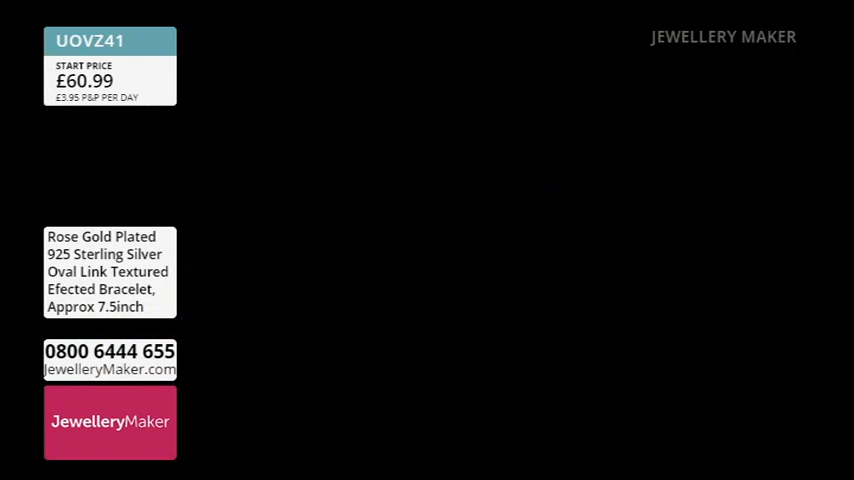 UOVZ41
JEWELLERY MAKER
START PRICE
£60.99
£3.95 P&P PER DAY
Rose Gold Plated
925 Sterling Silver
Oval Link Textured
Efected Bracelet,
Approx 7.5inch
0800 6444 655
JewelleryMaker.com
JewelleryMaker